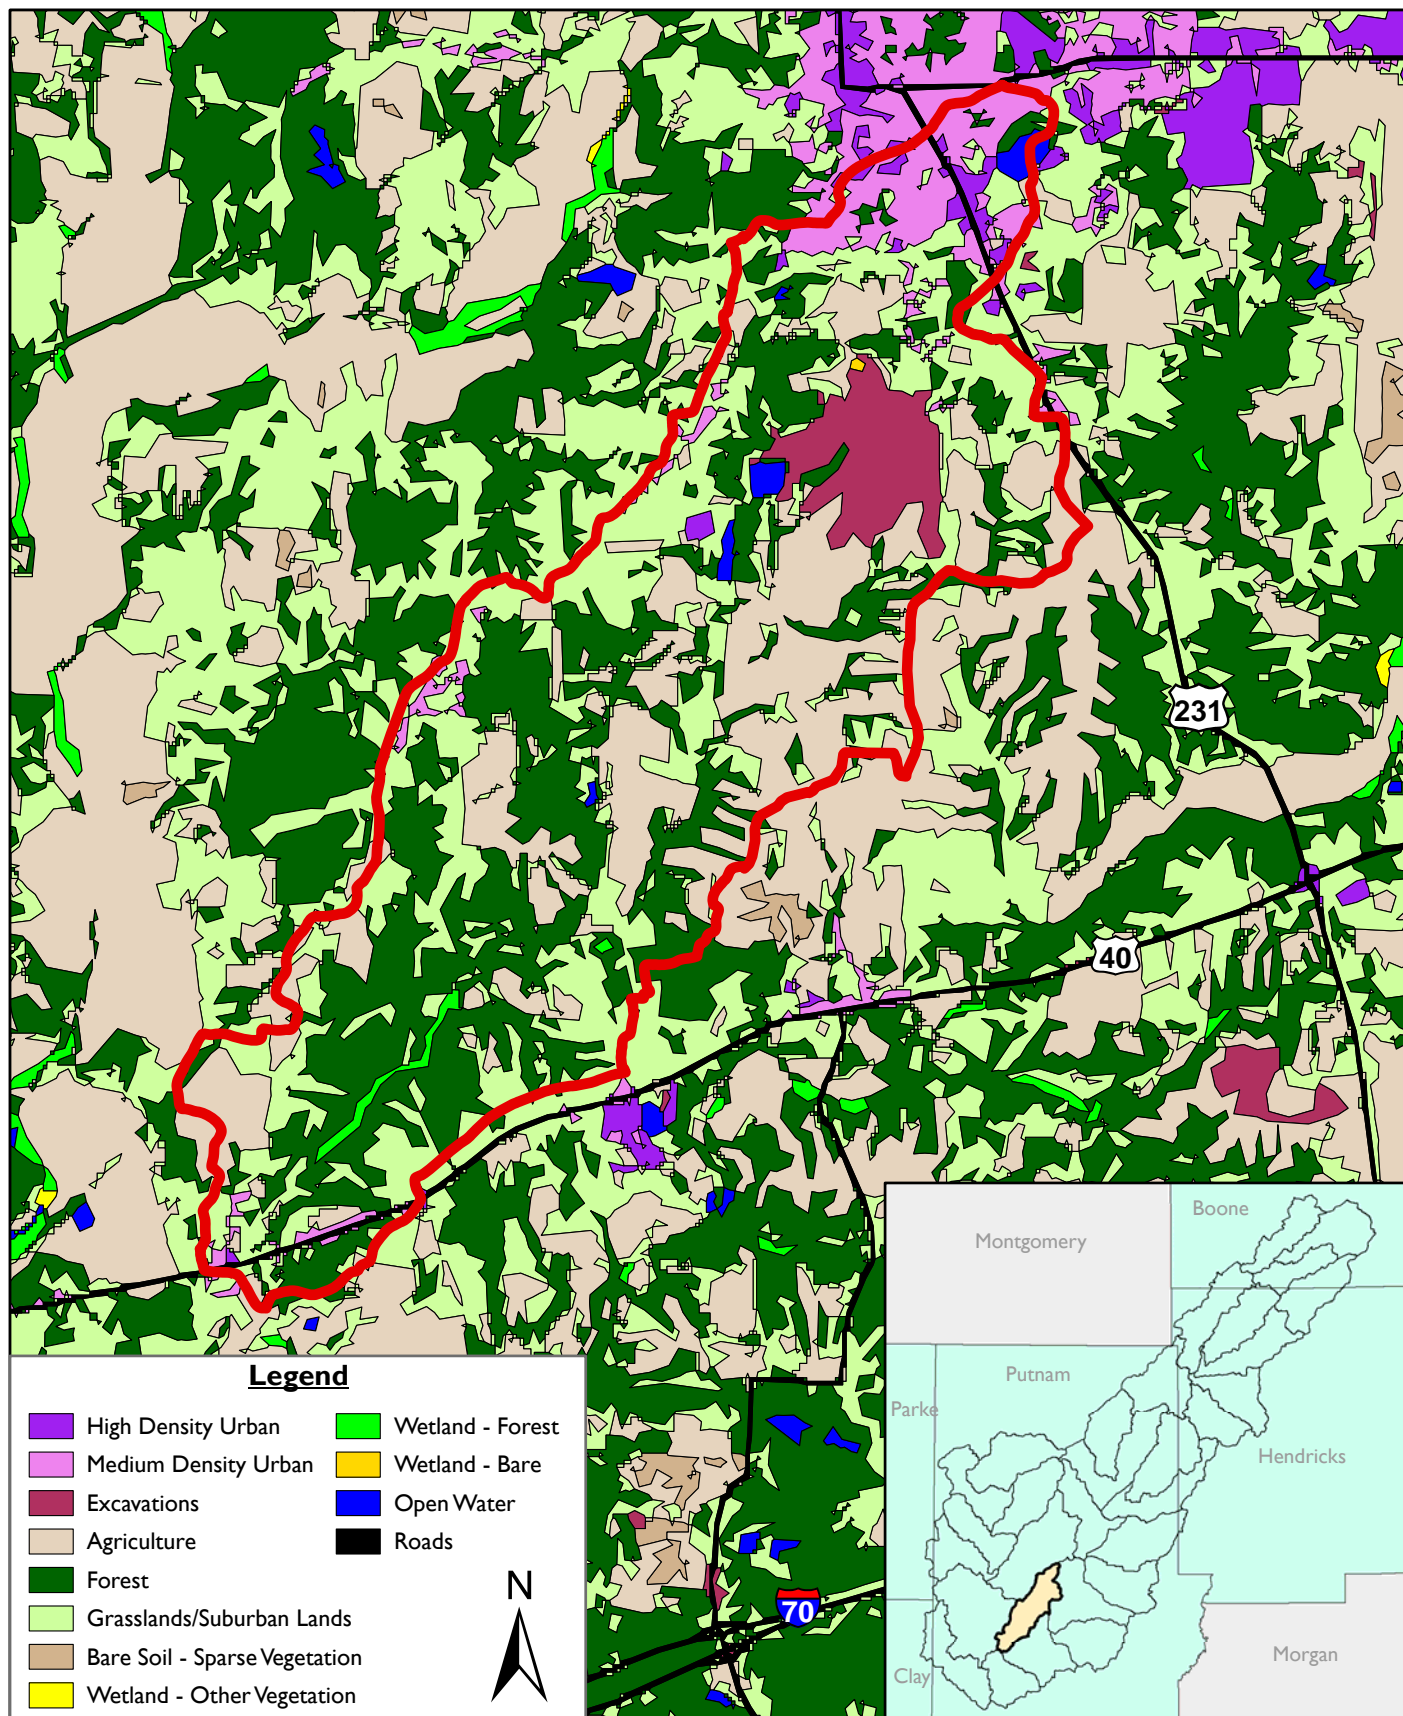 231
40
70
Legend
High Density Urban
Medium Density Urban
Excavations
Agriculture
Forest
Grasslands/Suburban Lands
Bare Soil - Sparse Vegetation
Wetland - Other Vegetation
Wetland - Forest
Wetland - Bare
Open Water
Roads
N
Boone
Montgomery
Putnam
Parke
Hendricks
Morgan
Clay